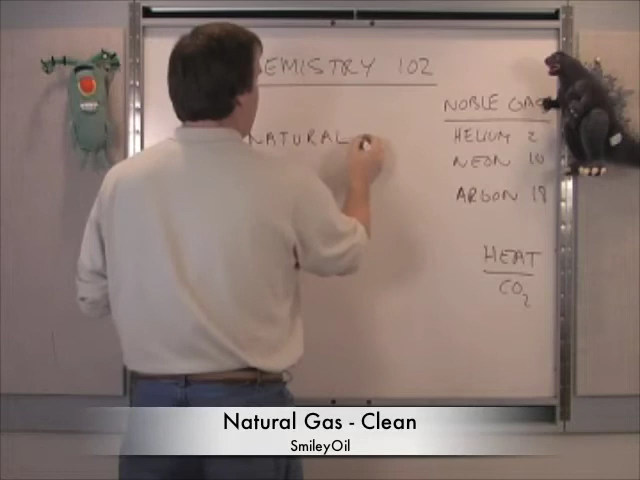 EMISTRY 102
NATURAL
NOBLE GAS
HELIUM 2
NEON 10
ARGON 18
HEAT
CO2
Natural Gas - Clean
SmileyOil